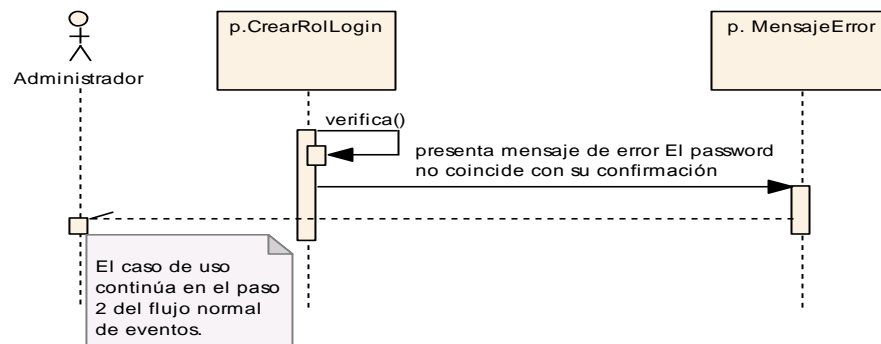 p.CrearRolLogin
p. MensajeError
Administrador
verifica()
presenta mensaje de error El password
no coincide con su confirmación
El caso de uso
continúa en el paso
2 del flujo normal
de eventos.